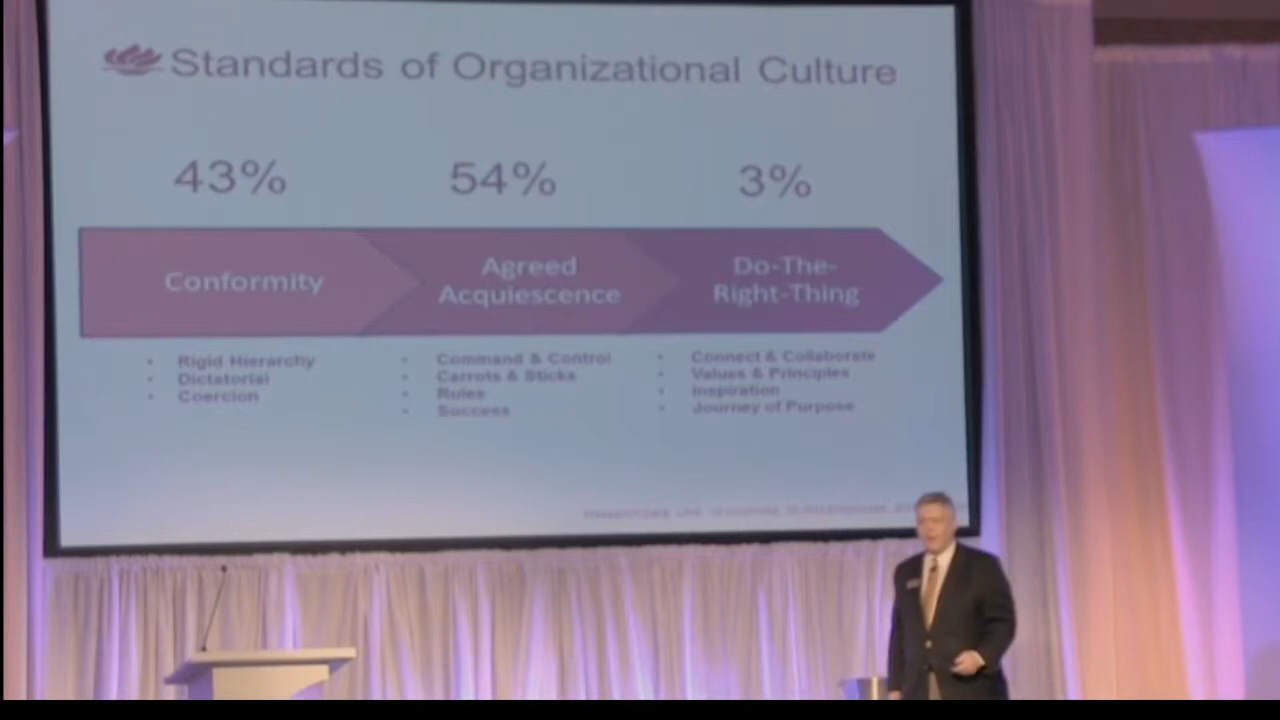 Standards of Organizational Culture
43%
54%
3%
Conformity
Agreed
Acquiescence
Do-The-
Right-Thing
• Rigid Hierarchy
• Dictatorial
• Coercion
• Command & Control
• Carrots & Sticks
• Rules
• Success
• Connect & Collaborate
• Values & Principles
• Inspiration
• Journey of Purpose